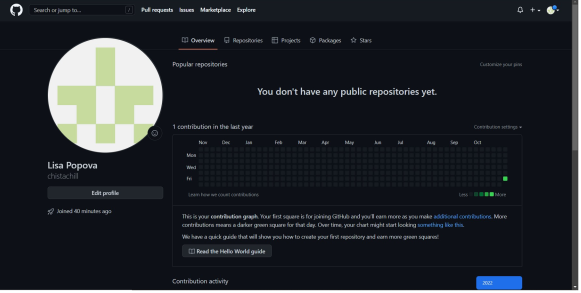 Search or jump to...
/
Pull requests Issues Marketplace Explore
Overview Repositories Projects Packages Stars
Popular repositories
Customize your pins
You don't have any public repositories yet.
1 contribution in the last year
Contribution settings
Nov Dec Jan Feb Mar Apr May Jun Jul Aug Sep Oct
Mon
Wed
Fri
Learn how we count contributions
Less More
Lisa Popova
chistachill
Edit profile
Joined 40 minutes ago
This is your contribution graph. Your first square is for joining GitHub and you'll earn more as you make additional contributions. More
contributions means a darker green square for that day. Over time, your chart might start looking something like this.
We have a quick guide that will show you how to create your first repository and earn more green squares!
Read the Hello World guide
Contribution activity
2022